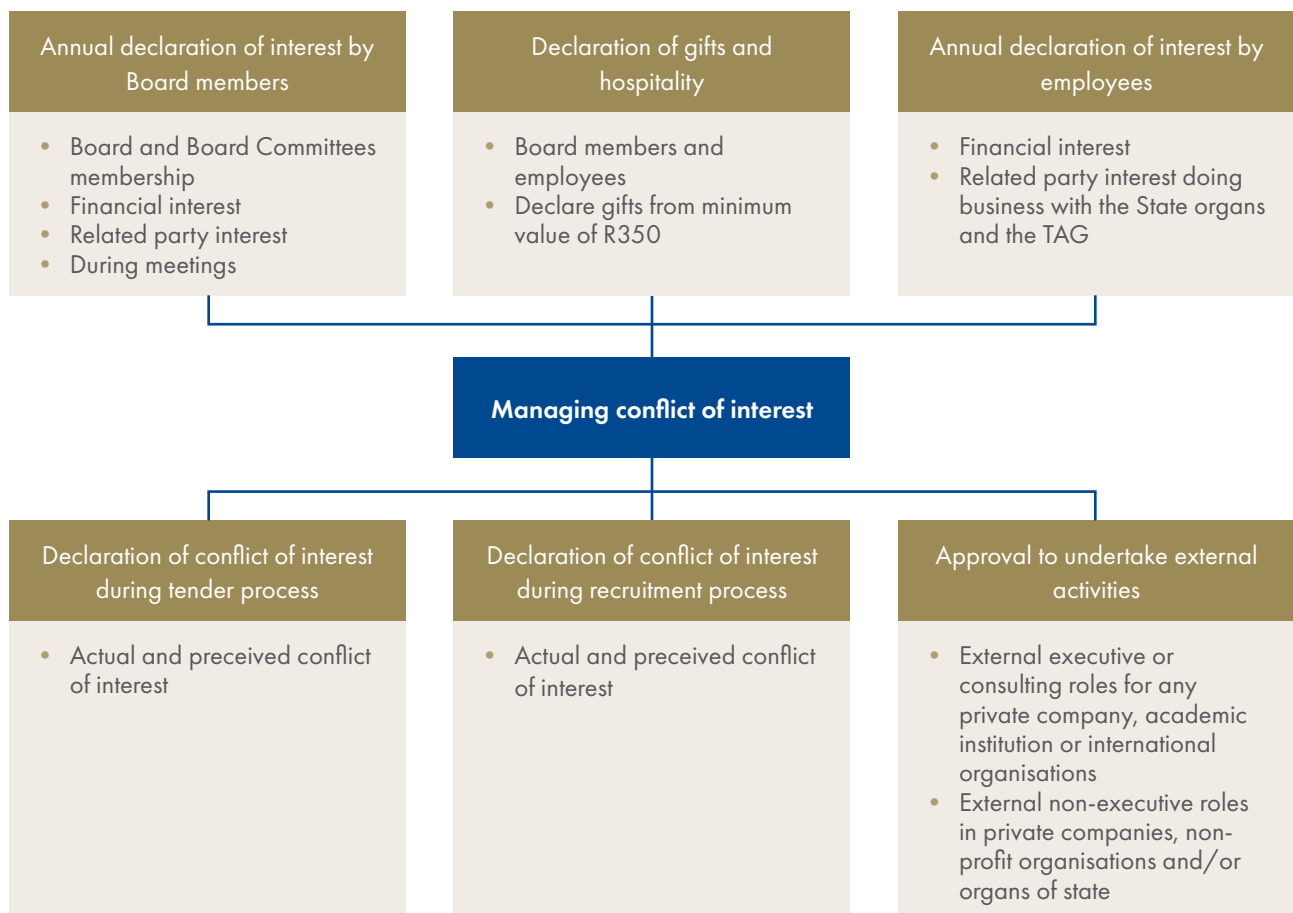 Annual declaration of interest by
Board members
• Board and Board Committees
membership
• Financial interest
• Related party interest
• During meetings
Declaration of gifts and
hospitality
• Board members and
employees
• Declare gifts from minimum
value of R350
Annual declaration of interest by
employees
• Financial interest
• Related party interest doing
business with the State organs
and the TAG
Managing conflict of interest
Declaration of conflict of interest
during tender process
• Actual and preceived conflict
of interest
Declaration of conflict of interest
during recruitment process
• Actual and preceived conflict
of interest
Approval to undertake external
activities
• External executive or
consulting roles for any
private company, academic
institution or international
organisations
• External non-executive roles
in private companies, non-
profit organisations and/or
organs of state